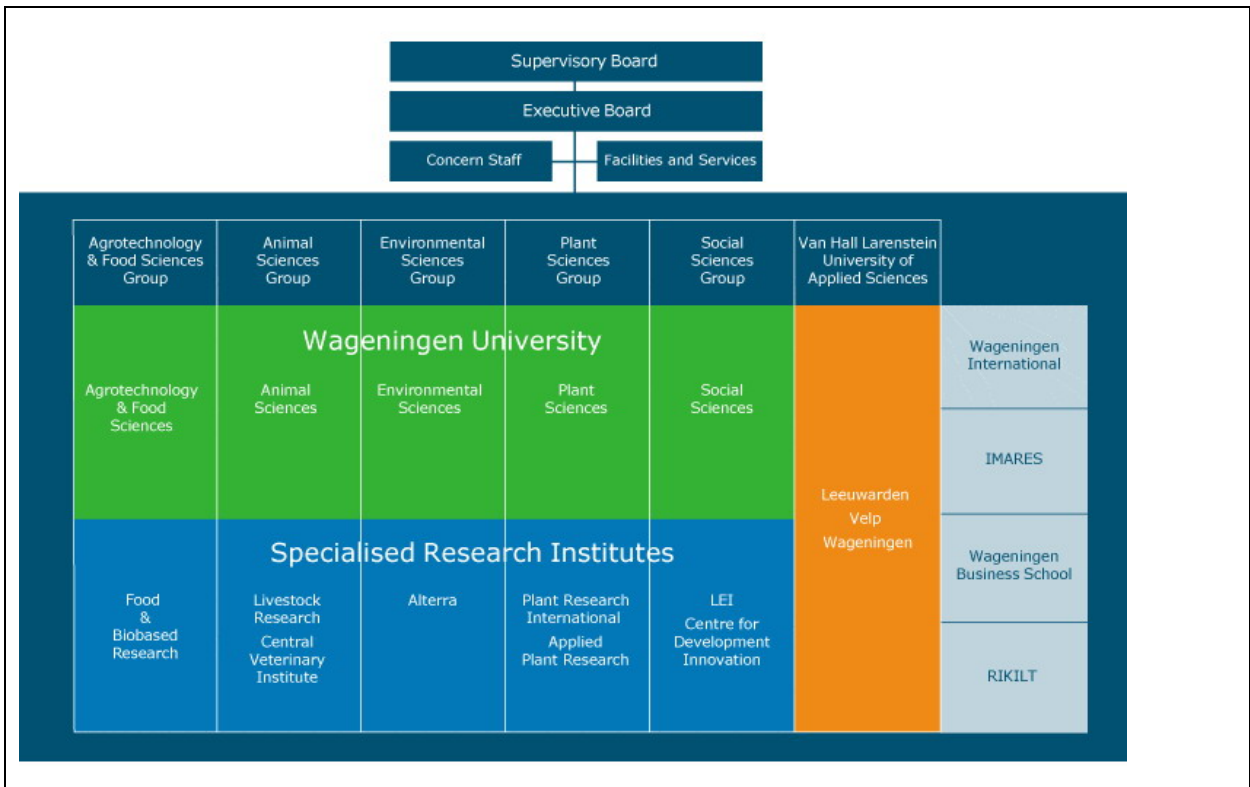 Supervisory Board
Executive Board
Concern Staff
Facilities and Services
Agrotechnology
& Food Sciences
Group
Animal
Sciences
Group
Environmental
Sciences
Group
Plant
Sciences
Group
Social
Sciences
Group
Van Hall Larenstein
University of
Applied Sciences
Wageningen University
Agrotechnology
& Food
Sciences
Animal
Sciences
Environmental
Sciences
Plant
Sciences
Social
Sciences
Specialised Research Institutes
Food
&
Biobased
Research
Livestock
Research
Central
Veterinary
Institute
Alterra
Plant Research
International
Applied
Plant Research
LEI
Centre for
Development
Innovation
Leeuwarden
Velp
Wageningen
Wageningen
International
IMARES
Wageningen
Business School
RIKILT